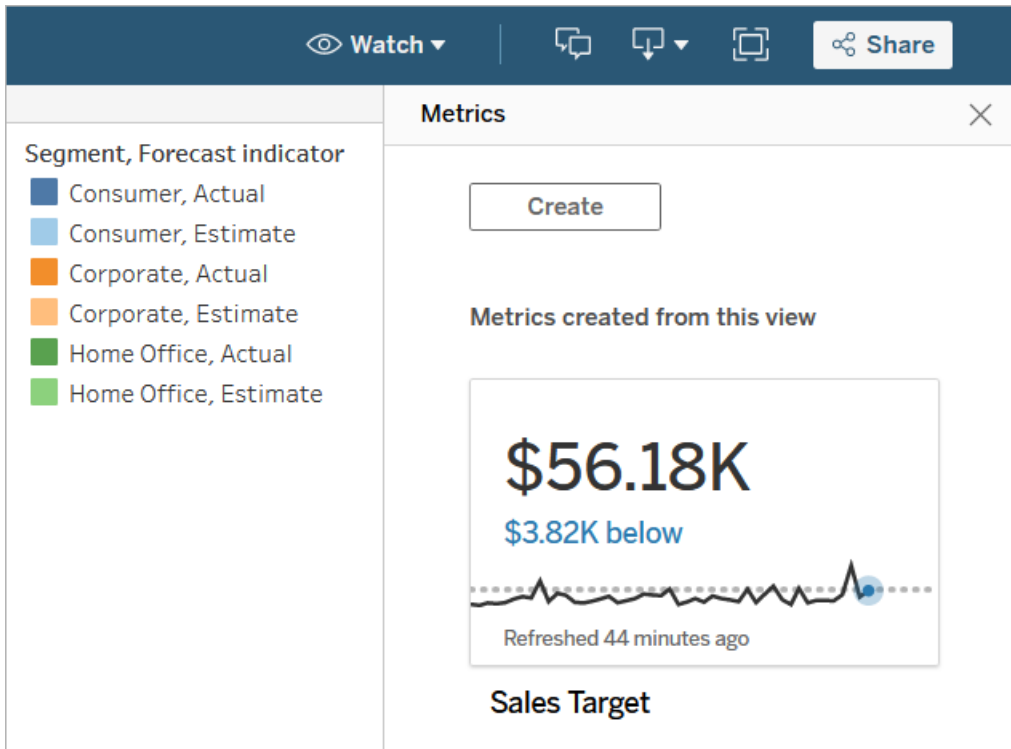 Watch
Share
Metrics
Segment, Forecast indicator
Consumer, Actual
Consumer, Estimate
Corporate, Actual
Corporate, Estimate
Home Office, Actual
Home Office, Estimate
Create
Metrics created from this view
$56.18K
$3.82K below
Refreshed 44 minutes ago
Sales Target